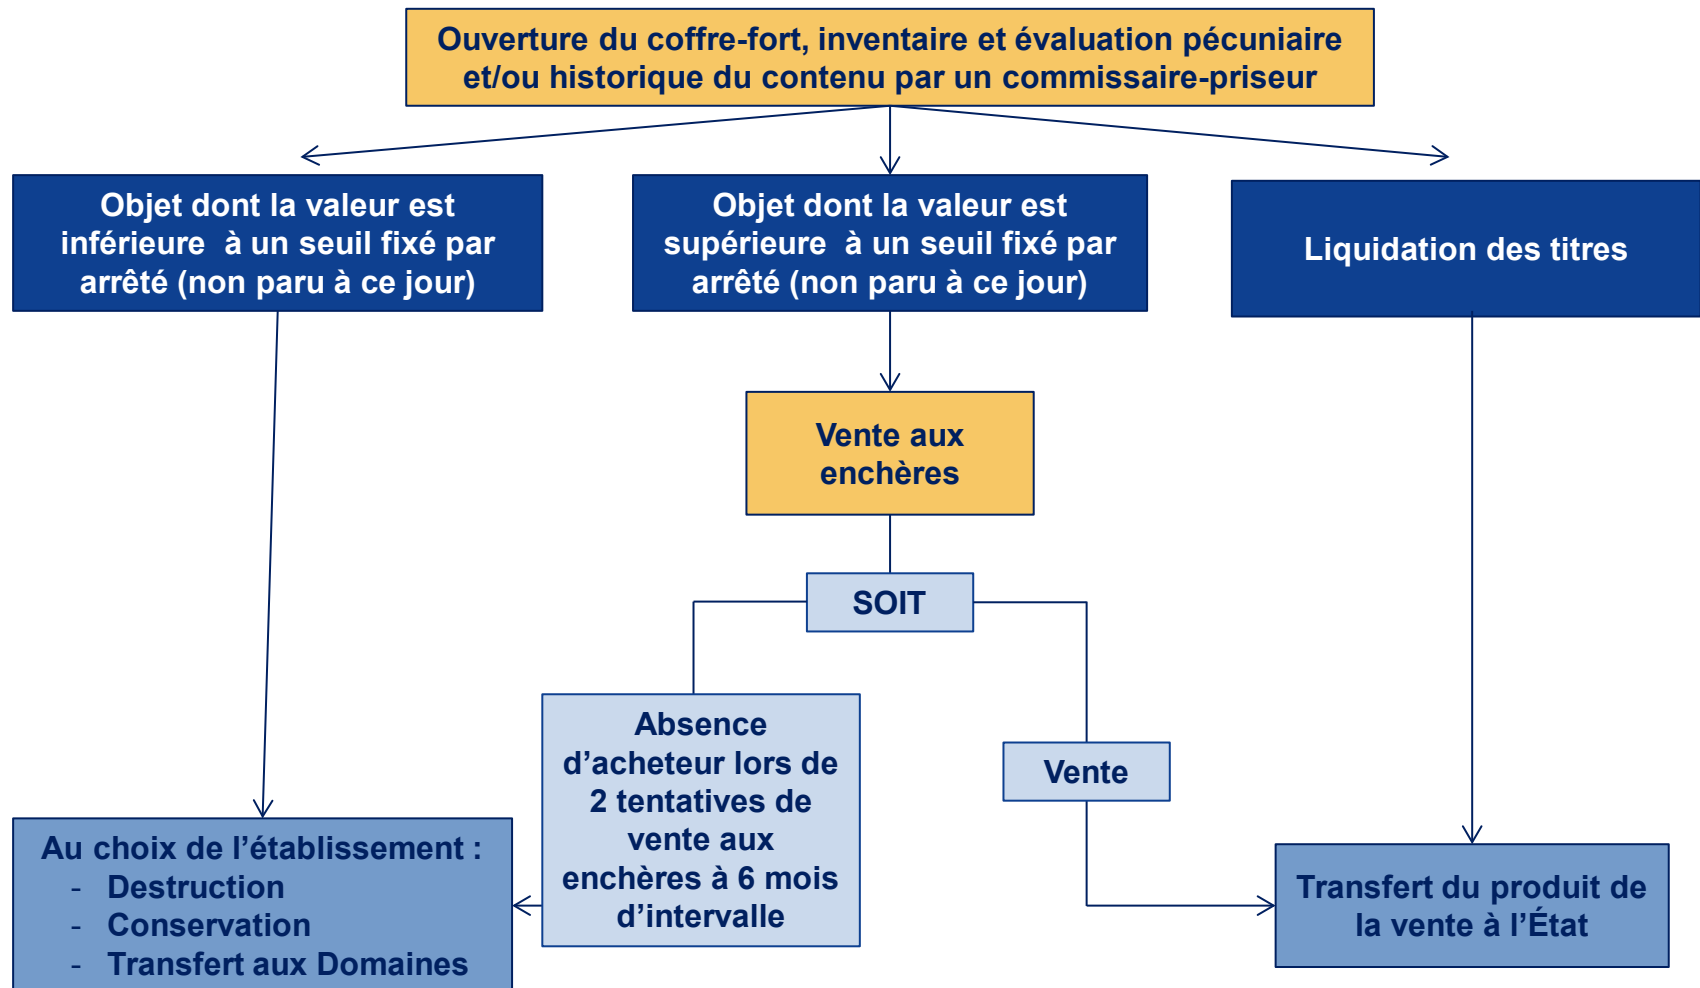 Ouverture du coffre-fort, inventaire et évaluation pécuniaire
et/ou historique du contenu par un commissaire-priseur
Objet dont la valeur est
inférieure  à un seuil fixé par
arrêté (non paru à ce jour)
Objet dont la valeur est
supérieure  à un seuil fixé par
arrêté (non paru à ce jour)
Liquidation des titres
Vente aux
enchères
SOIT
Absence
d’acheteur lors de
2 tentatives de
vente aux
enchères à 6 mois
d’intervalle
Vente
Au choix de l’établissement :
- Destruction
- Conservation
- Transfert aux Domaines
Transfert du produit de
la vente à l’État